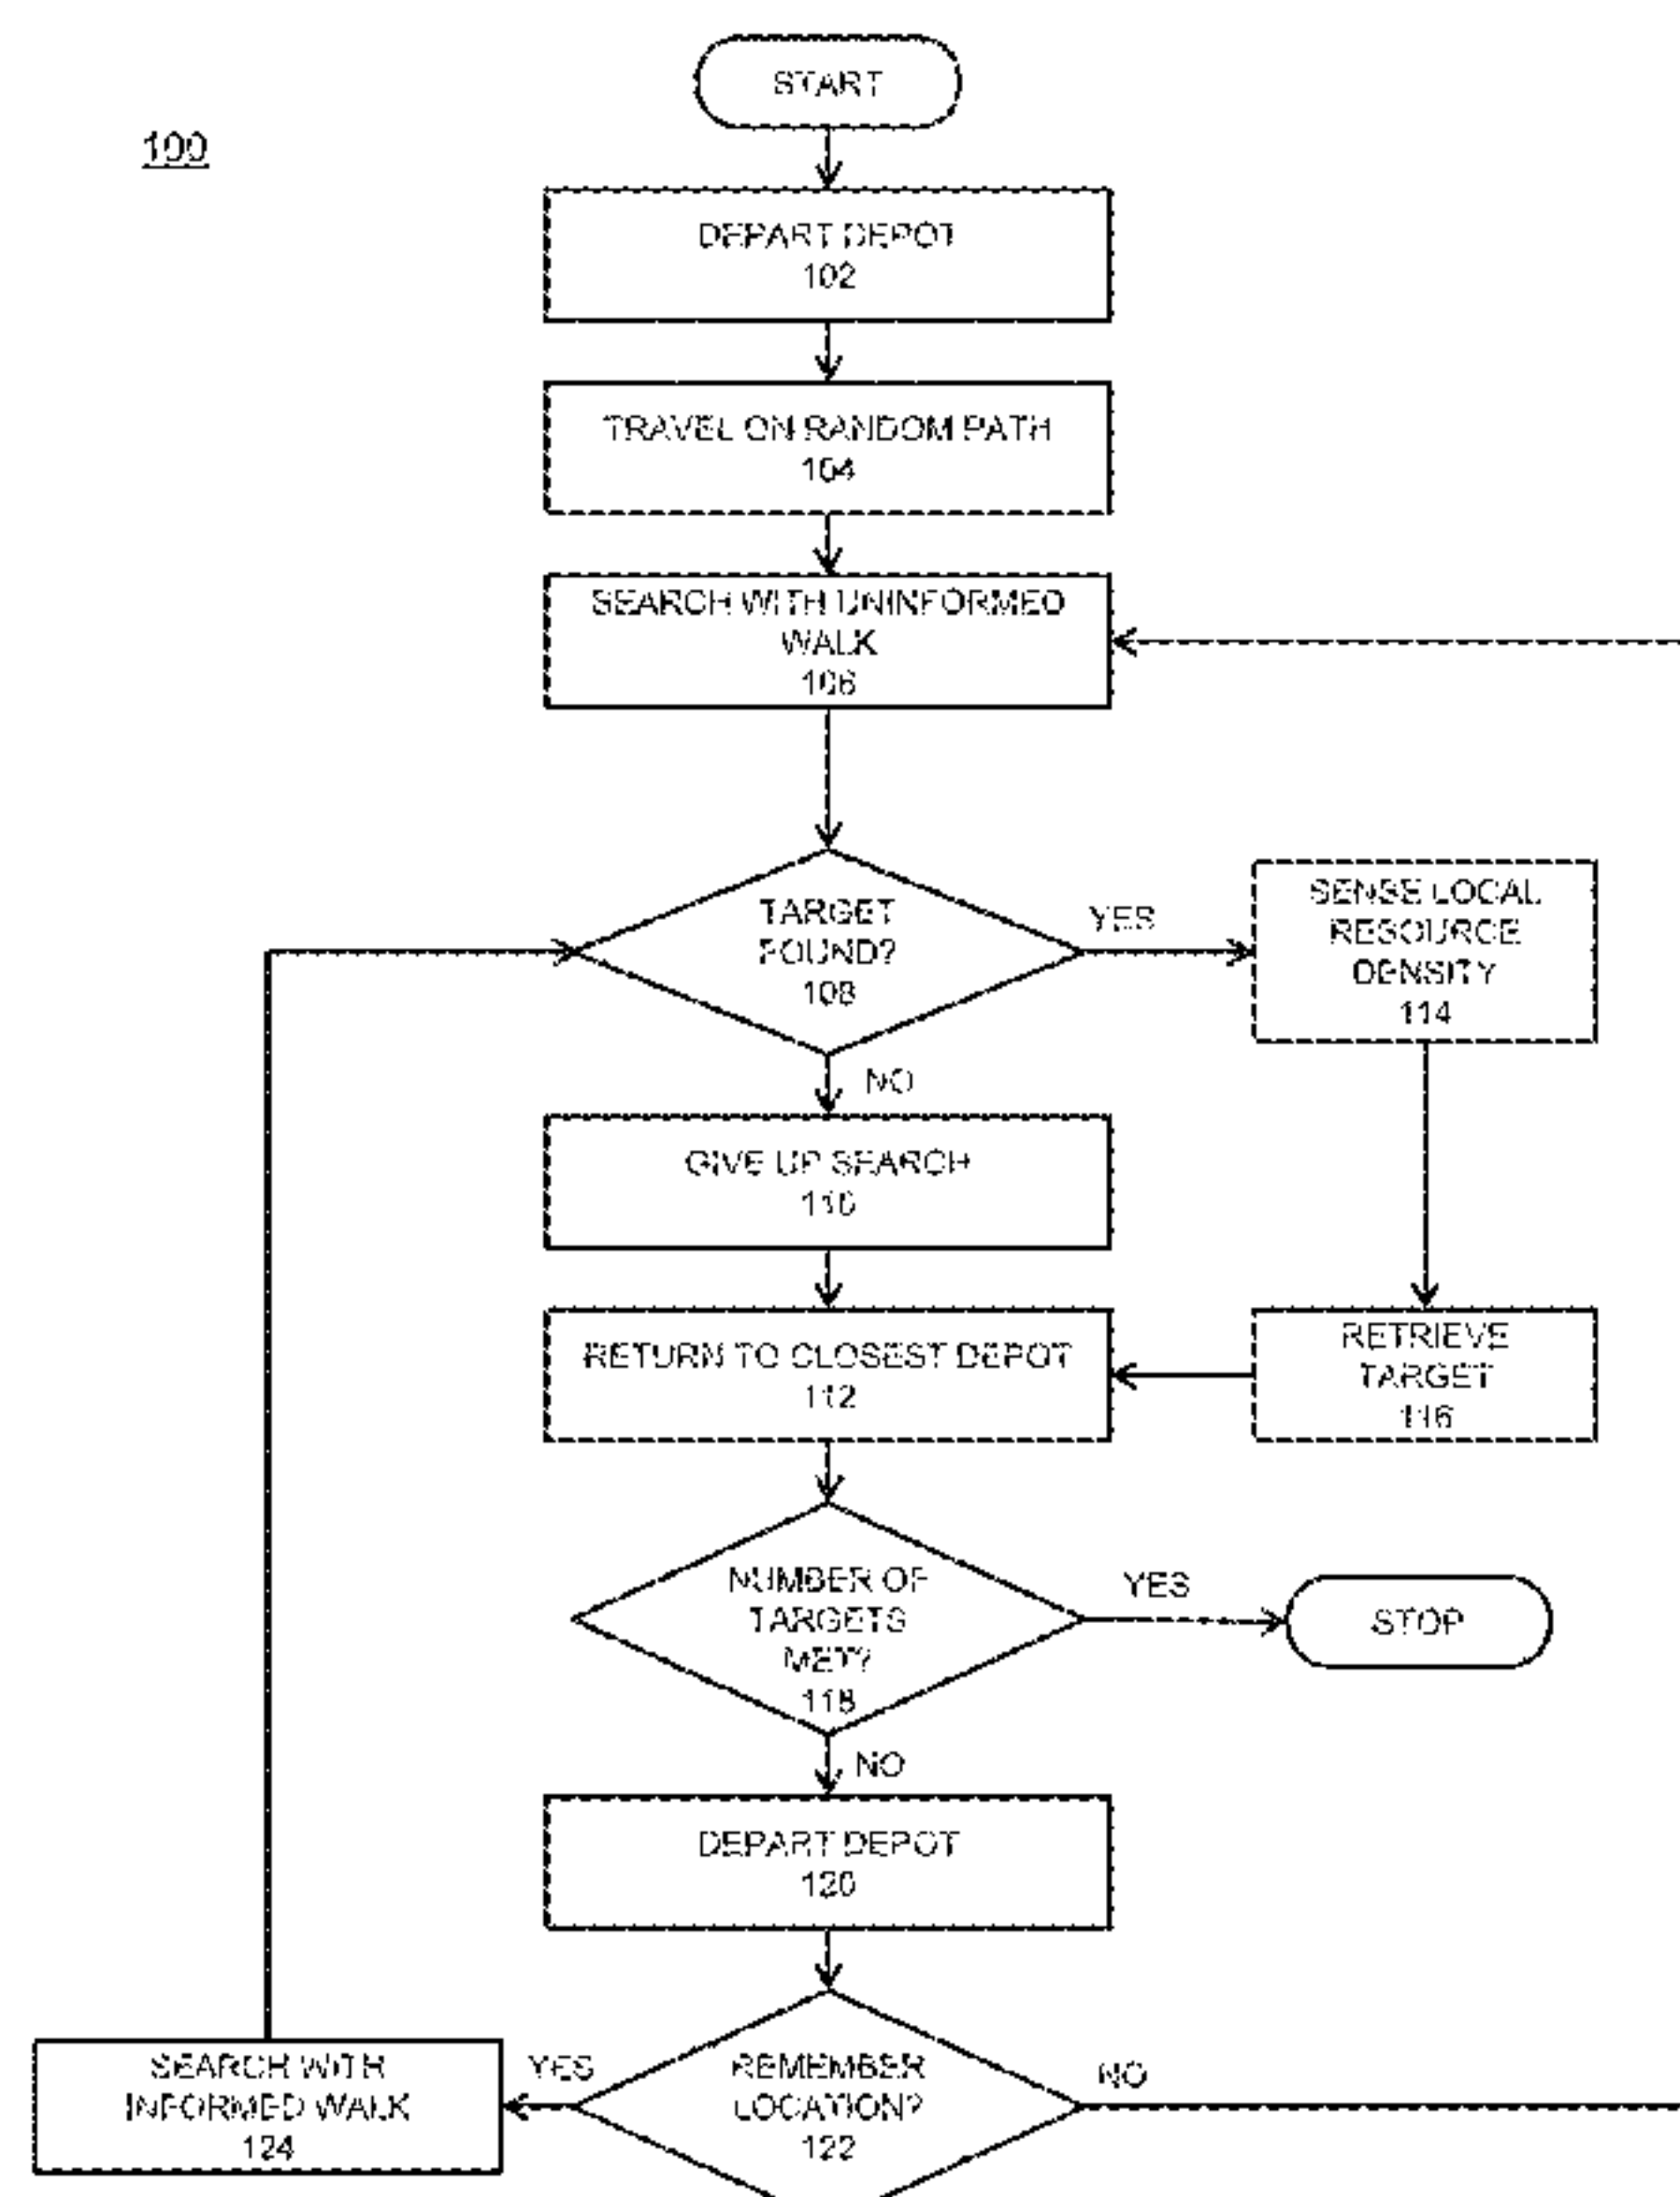 START
100
DEPART DEPOT
102
TRAVEL ON RANDOM PATH
104
SEARCH WITH UNINFORMED
WALK
106
TARGET
FOUND?
108
YES
SENSE LOCAL
RESOURCE
DENSITY
114
NO
GIVE UP SEARCH
110
RETURN TO CLOSEST DEPOT
112
RETRIEVE
TARGET
116
NUMBER OF
TARGETS
MET?
118
YES
STOP
NO
DEPART DEPOT
120
SEARCH WITH
INFORMED WALK
124
YES
REMEMBER
LOCATION?
122
NO